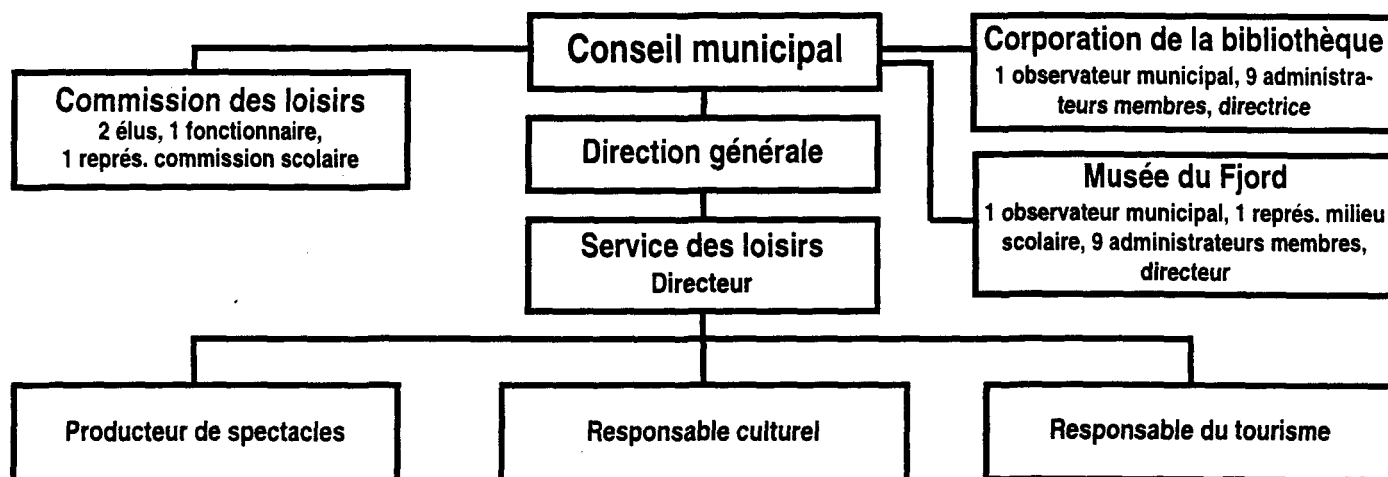 Conseil municipal
Corporation de la bibliothèque
1 observateur municipal, 9 administra-
teurs membres, directrice
Commission des loisirs
2 élus, 1 fonctionnaire,
1 représ. commission scolaire
Direction générale
Musée du Fjord
1 observateur municipal, 1 représ. milieu
scolaire, 9 administrateurs membres,
directeur
Service des loisirs
Directeur
Producteur de spectacles
Responsable culturel
Responsable du tourisme